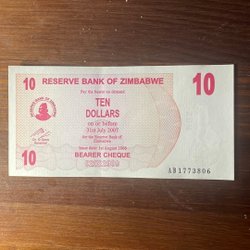 10
RESERVE BANK OF ZIMBABWE
10
Pay the bearer on demand
TEN
DOLLARS
on or before
31st July 2007
for the Reserve Bank of
Zimbabwe
Issue date 1st August 2006
10
BEARER CHEQUE
AB1773806